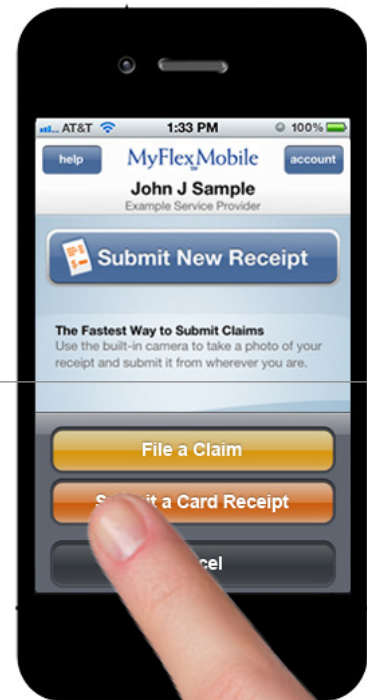 AT&T 1:33 PM 100%
help MyFlexMobile account
SM
John J Sample
Example Service Provider
Submit New Receipt
The Fastest Way to Submit Claims
Use the built-in camera to take a photo of your
receipt and submit it from wherever you are.
File a Claim
a Card Receipt